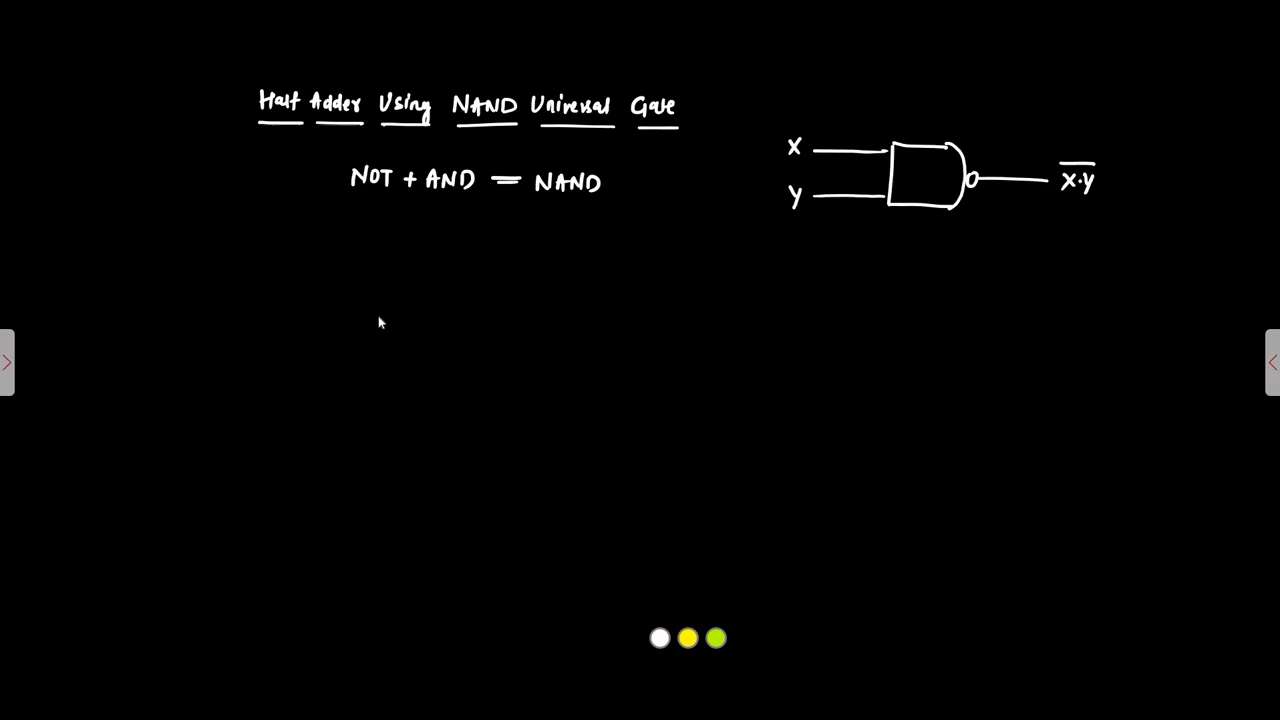 Half Adder Using NAND Universal Gate
NOT + AND = NAND
X
Y
X̅·̅Y̅